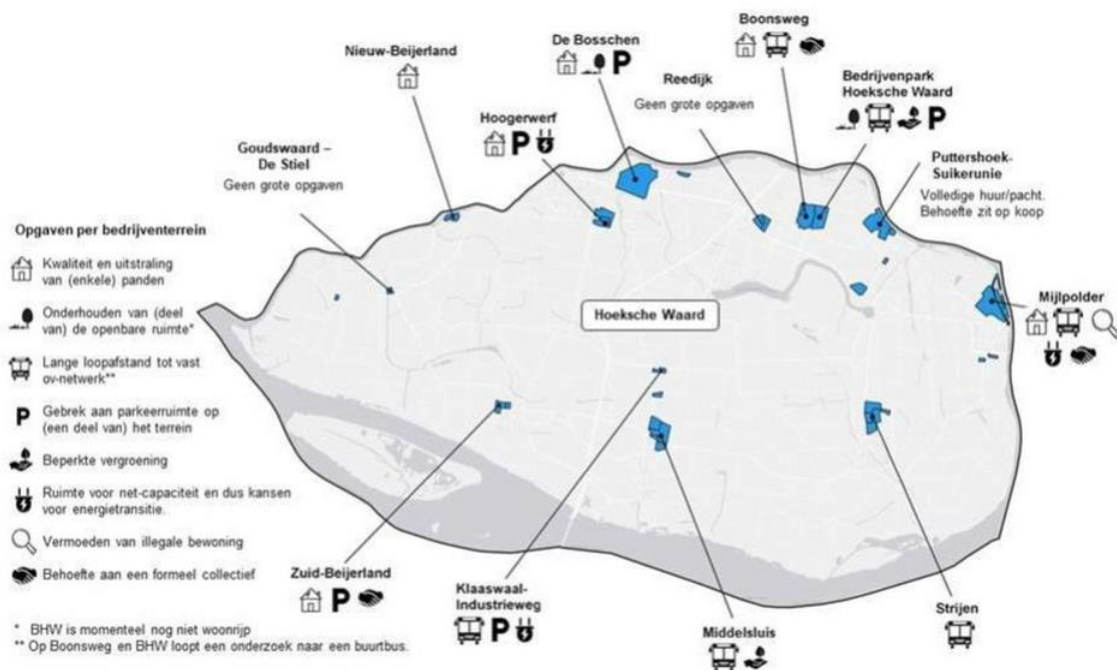 Boonsweg
De Bosschen
Nieuw-Beijerland
P
Reedijk
Geen grote opgaven
Bedrijvenpark
Hoeksche Waard
P
Hoogerwerf
P
Goudswaard –
De Stiel
Geen grote opgaven
Puttershoek-
Suikerunie
Volledige huur/pacht.
Behoefte zit op koop
Opgaven per bedrijventerrein
Kwaliteit en uitstraling
van (enkele) panden
Onderhouden van (deel
van) de openbare ruimte*
Lange loopafstand tot vast
ov-netwerk**
P Gebrek aan parkeerruimte op
(een deel van) het terrein
Beperkte vergroening
Ruimte voor net-capaciteit en dus kansen
voor energietransitie.
Vermoeden van illegale bewoning
Behoefte aan een formeel collectief
* BHW is momenteel nog niet woonrijp
** Op Boonsweg en BHW loopt een onderzoek naar een buurtbus.
Hoeksche Waard
Mijlpolder
Zuid-Beijerland
P
Klaaswaal-
Industrieweg
P
Middelsluis
Strijen